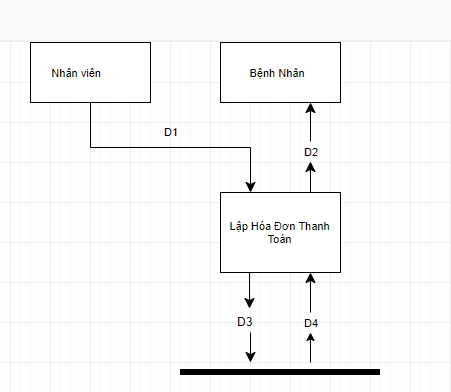 Nhân viên
Bệnh Nhân
D1
D2
Lập Hóa Đơn Thanh
Toán
D3
D4